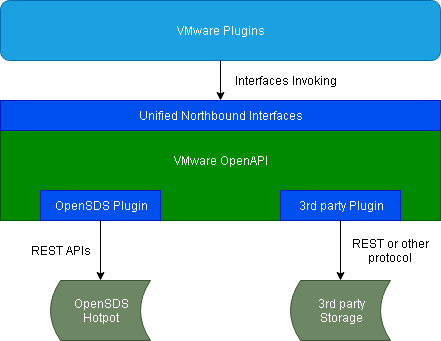 VMware Plugins
Interfaces Invoking
Unified Northbound Interfaces
VMware OpenAPI
OpenSDS Plugin
3rd party Plugin
REST APIs
REST or other
protocol
OpenSDS
Hotpot
3rd party
Storage